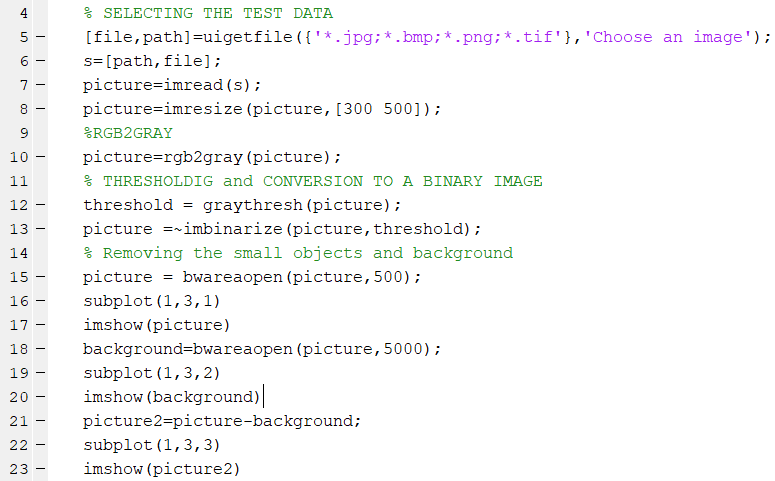 4 % SELECTING THE TEST DATA
5 – [file,path]=uigetfile({'*.jpg;*.bmp;*.png;*.tif'},'Choose an image');
6 – s=[path,file];
7 – picture=imread(s);
8 – picture=imresize(picture,[300 500]);
9 %RGB2GRAY
10 – picture=rgb2gray(picture);
11 % THRESHOLDIG and CONVERSION TO A BINARY IMAGE
12 – threshold = graythresh(picture);
13 – picture =~imbinarize(picture,threshold);
14 % Removing the small objects and background
15 – picture = bwareaopen(picture,500);
16 – subplot(1,3,1)
17 – imshow(picture)
18 – background=bwareaopen(picture,5000);
19 – subplot(1,3,2)
20 – imshow(background)
21 – picture2=picture-background;
22 – subplot(1,3,3)
23 – imshow(picture2)